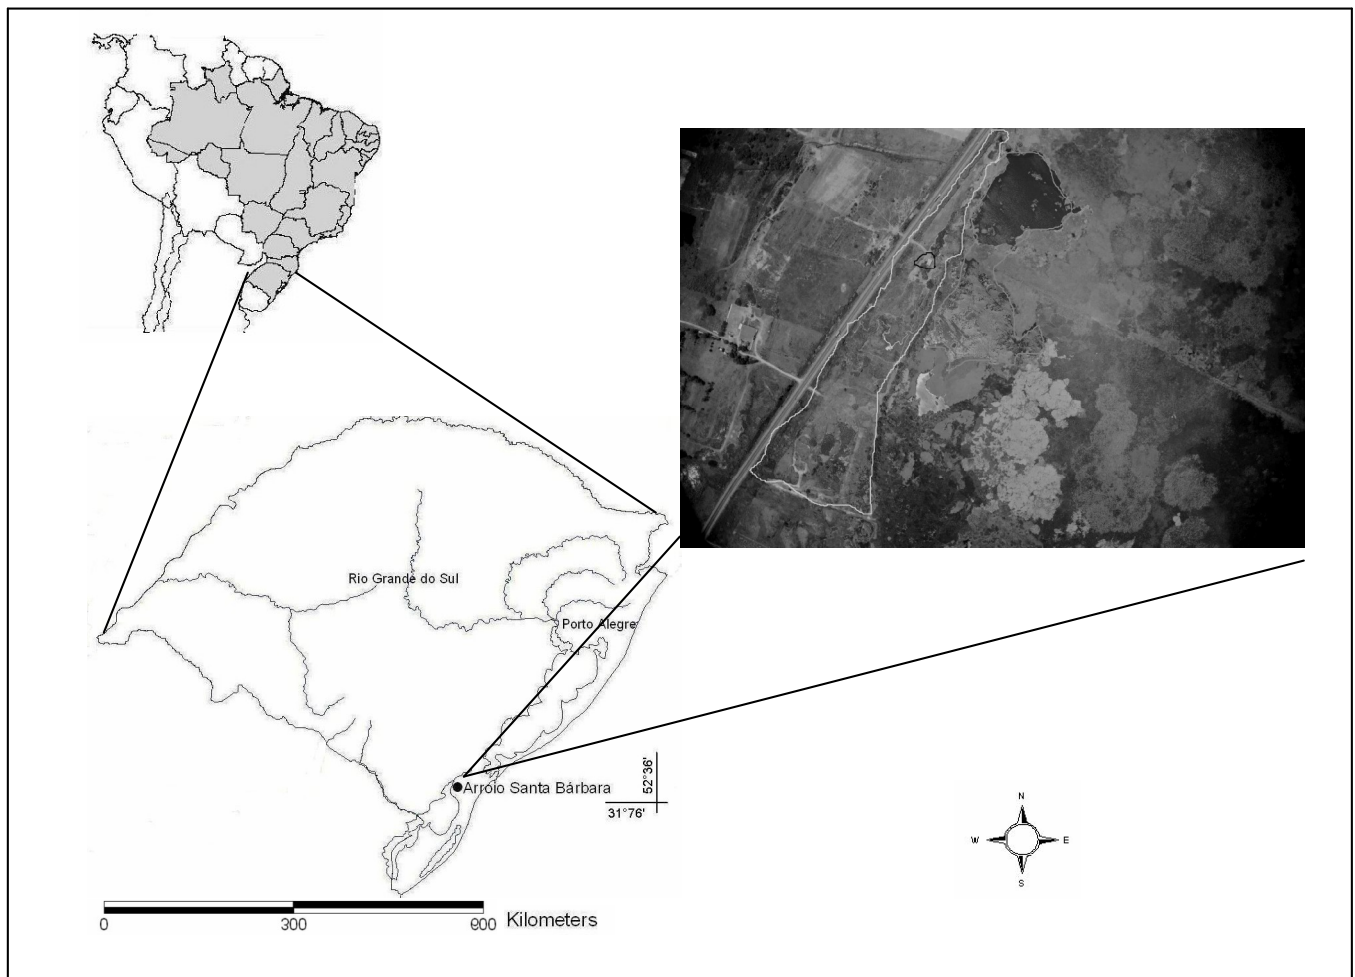 Rio Grande do Sul
Porto Alegre
Arroio Santa Bárbara
52°36'
31°76'
N
W
E
S
0
300
600
Kilometers